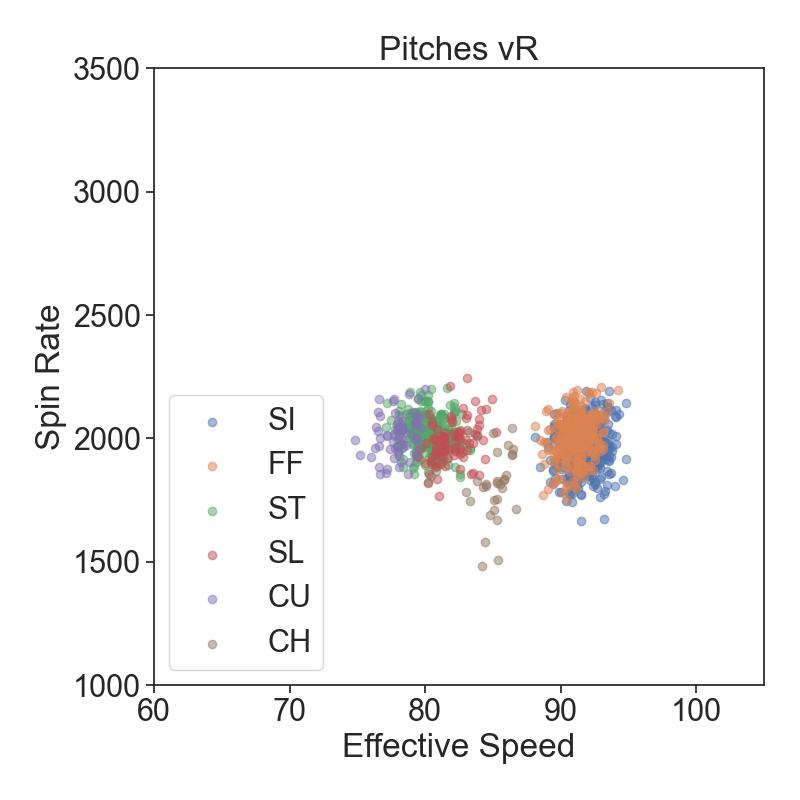 Pitches vR
3500
3000
2500
2000
1500
1000
Spin Rate
SI
FF
ST
SL
CU
CH
60 70 80 90 100
Effective Speed